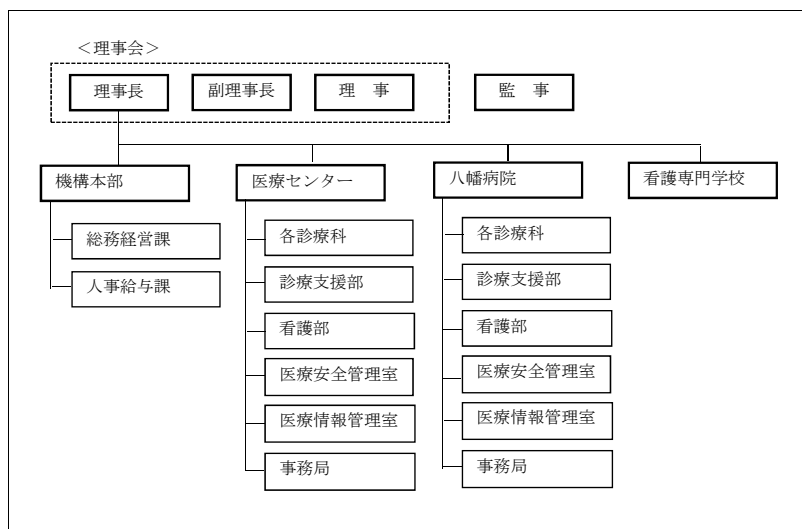 ＜理事会＞
理事長
副理事長
理　事
監　事
機構本部
医療センター
八幡病院
看護専門学校
総務経営課
人事給与課
各診療科
診療支援部
看護部
医療安全管理室
医療情報管理室
事務局
各診療科
診療支援部
看護部
医療安全管理室
医療情報管理室
事務局